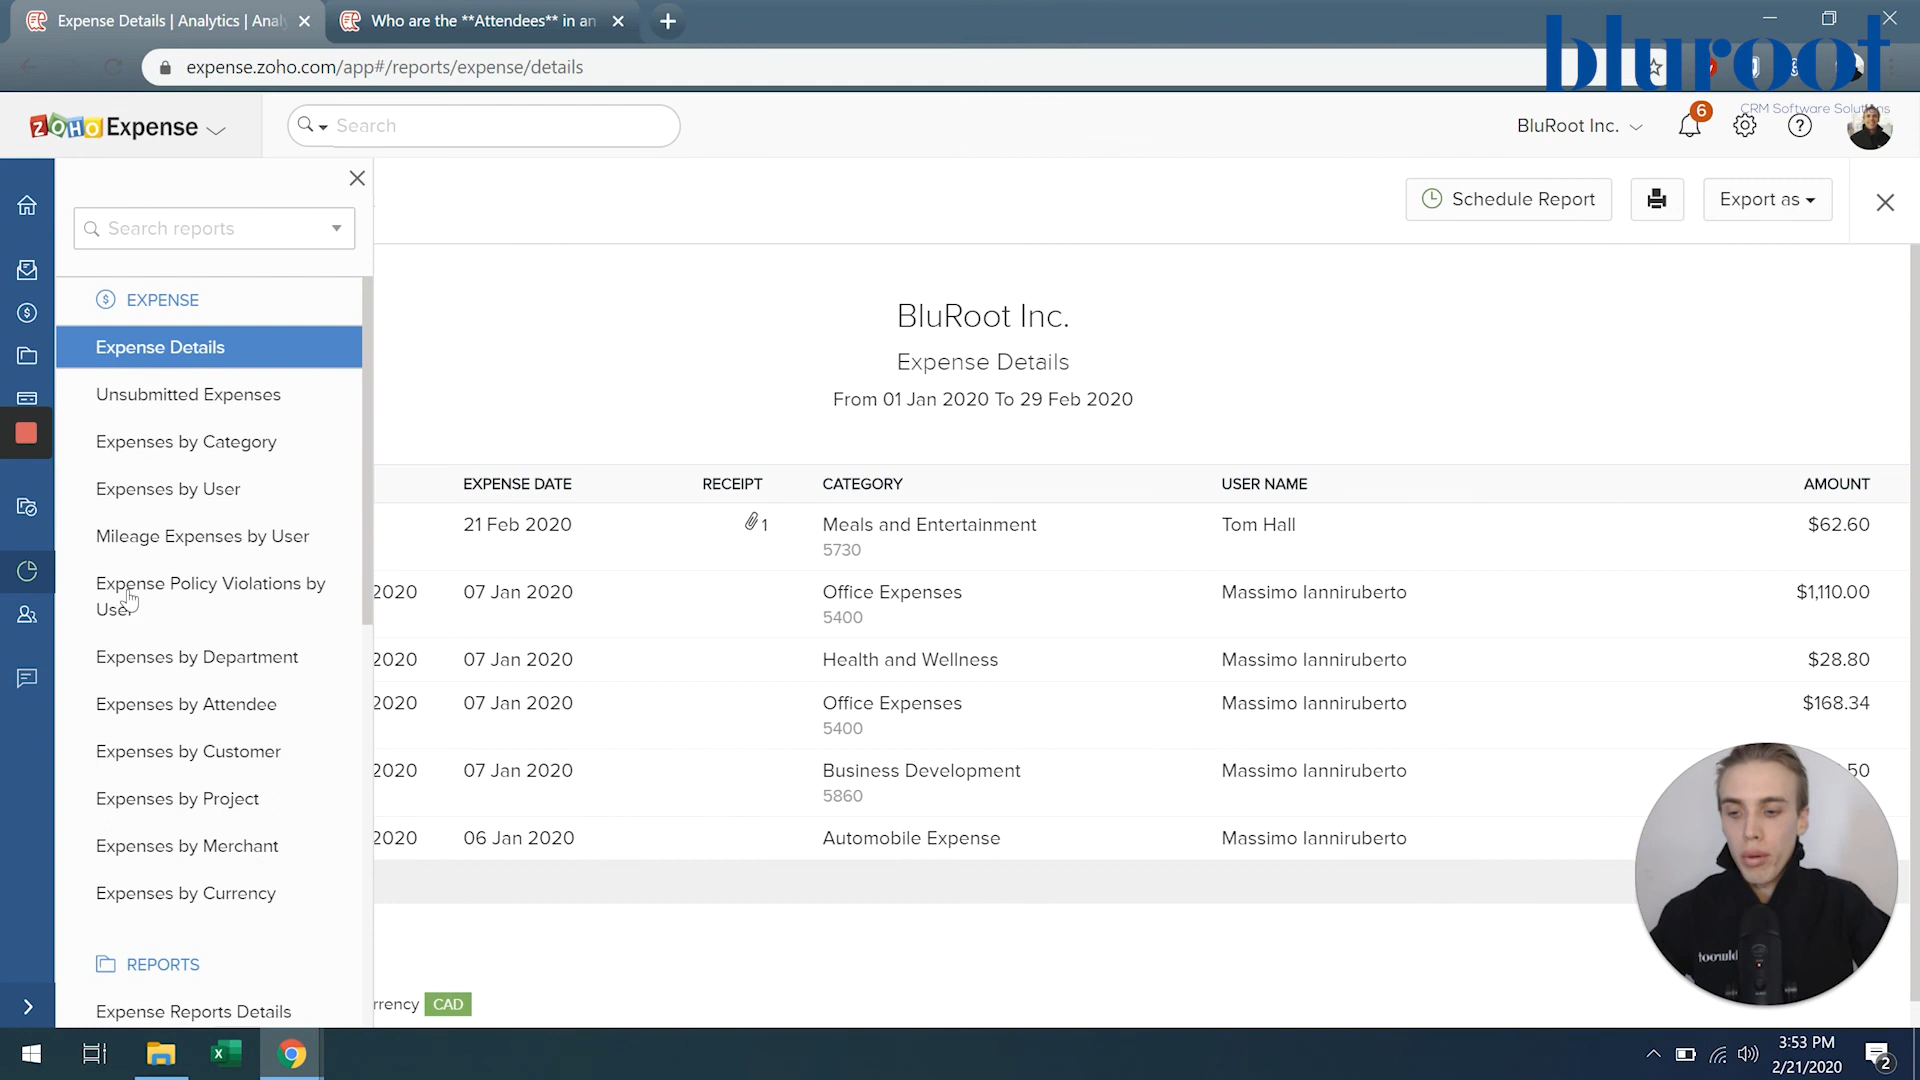 Expense Details | Analytics | Anal
Who are the **Attendees** in an
expense.zoho.com/app#/reports/expense/details
bluroot
CRM Software Solutions
ZOHO Expense
Search
BluRoot Inc.
6
Search reports
Schedule Report
Export as
EXPENSE
Expense Details
Unsubmitted Expenses
Expenses by Category
Expenses by User
Mileage Expenses by User
Expense Policy Violations by
User
Expenses by Department
Expenses by Attendee
Expenses by Customer
Expenses by Project
Expenses by Merchant
Expenses by Currency
REPORTS
Expense Reports Details
BluRoot Inc.
Expense Details
From 01 Jan 2020 To 29 Feb 2020
EXPENSE DATE RECEIPT CATEGORY USER NAME AMOUNT
21 Feb 2020 1 Meals and Entertainment Tom Hall $62.60
5730
2020 07 Jan 2020 Office Expenses Massimo Ianniruberto $1,110.00
5400
2020 07 Jan 2020 Health and Wellness Massimo Ianniruberto $28.80
2020 07 Jan 2020 Office Expenses Massimo Ianniruberto $168.34
5400
2020 07 Jan 2020 Business Development Massimo Ianniruberto 50
5860
2020 06 Jan 2020 Automobile Expense Massimo Ianniruberto
rrency CAD
bluroot
3:53 PM
2/21/2020
2